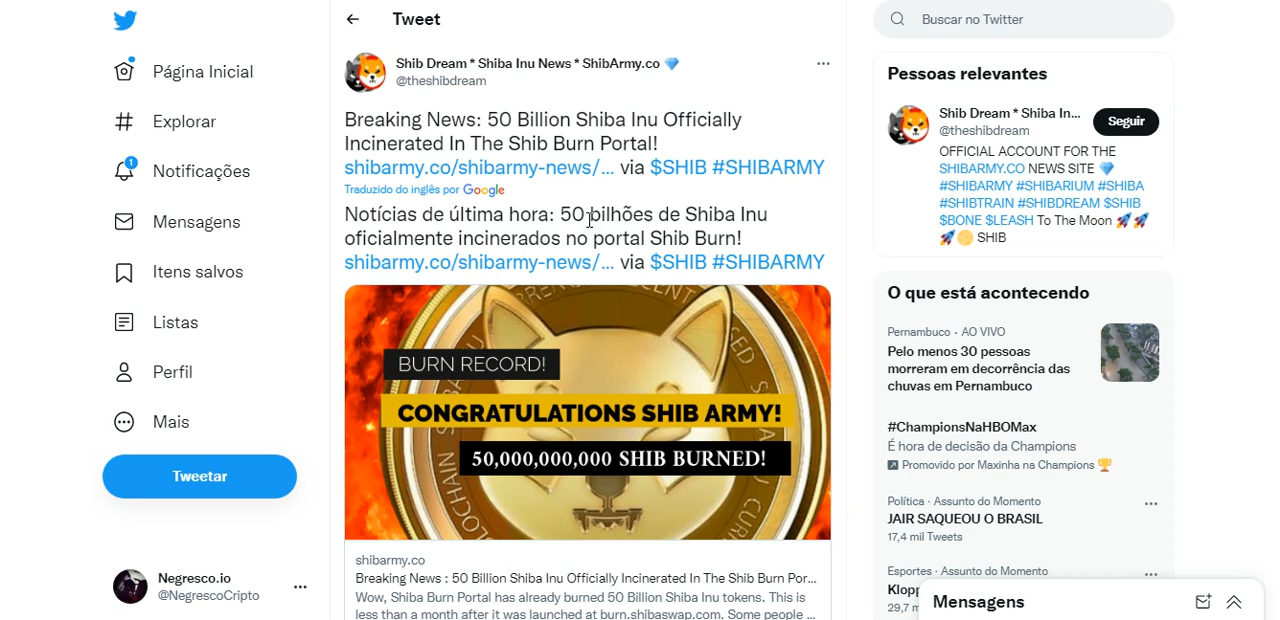 Página Inicial
Explorar
1
Notificações
Mensagens
Itens salvos
Listas
Perfil
Mais
Tweetar
Negresco.io
@NegrescoCripto
Tweet
Shib Dream * Shiba Inu News * ShibArmy.co
@theshibdream
Breaking News: 50 Billion Shiba Inu Officially
Incinerated In The Shib Burn Portal!
shibarmy.co/shibarmy-news/... via $SHIB #SHIBARMY
Traduzido do inglês por Google
Notícias de última hora: 50 bilhões de Shiba Inu
oficialmente incinerados no portal Shib Burn!
shibarmy.co/shibarmy-news/... via $SHIB #SHIBARMY
BURN RECORD!
CONGRATULATIONS SHIB ARMY!
50,000,000,000 SHIB BURNED!
shibarmy.co
Breaking News : 50 Billion Shiba Inu Officially Incinerated In The Shib Burn Por...
Wow, Shiba Burn Portal has already burned 50 Billion Shiba Inu tokens. This is
less than a month after it was launched at burn.shibaswap.com. Some people ...
Buscar no Twitter
Pessoas relevantes
Shib Dream * Shiba In...
@theshibdream
Seguir
OFFICIAL ACCOUNT FOR THE
SHIBARMY.CO NEWS SITE
#SHIBARMY #SHIBARIUM #SHIBA
#SHIBTRAIN #SHIBDREAM $SHIB
$BONE $LEASH To The Moon
SHIB
O que está acontecendo
Pernambuco · AO VIVO
Pelo menos 30 pessoas
morreram em decorrência das
chuvas em Pernambuco
#ChampionsNaHBOMax
É hora de decisão da Champions
Promovido por Maxinha na Champions
Política · Assunto do Momento
JAIR SAQUEOU O BRASIL
17,4 mil Tweets
Esportes · Assunto do Momento
Klopp
29,7 m
Mensagens